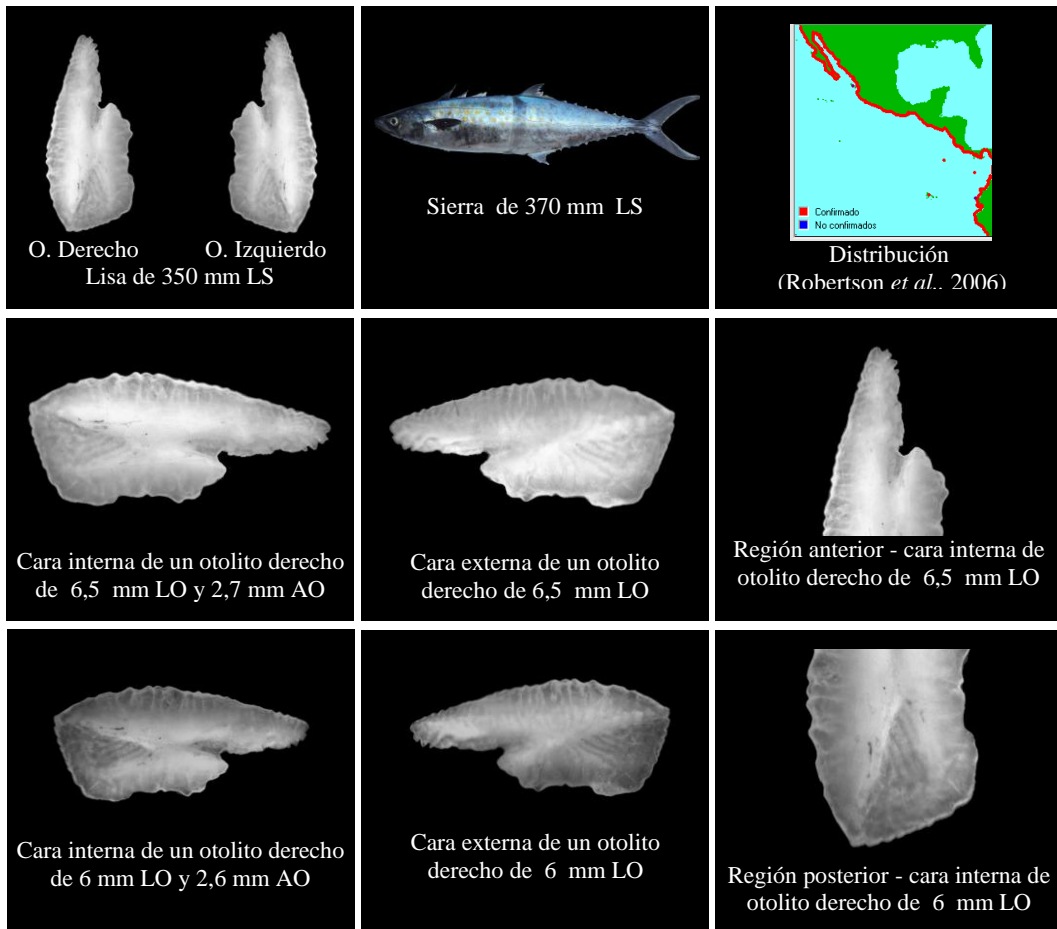 O. Derecho O. Izquierdo
Lisa de 350 mm LS
Sierra de 370 mm LS
Confirmado
No confirmados
Distribución
(Robertson et al., 2006)
Cara interna de un otolito derecho
de 6,5 mm LO y 2,7 mm AO
Cara externa de un otolito
derecho de 6,5 mm LO
Región anterior - cara interna de
otolito derecho de 6,5 mm LO
Cara interna de un otolito derecho
de 6 mm LO y 2,6 mm AO
Cara externa de un otolito
derecho de 6 mm LO
Región posterior - cara interna de
otolito derecho de 6 mm LO